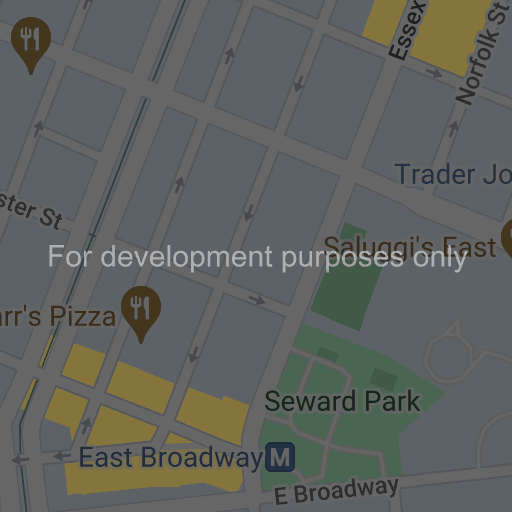 Essex
Norfolk St
Trader Jo
ster St
Saluggi's East
For development purposes only
arr's Pizza
Seward Park
East Broadway M
E Broadway